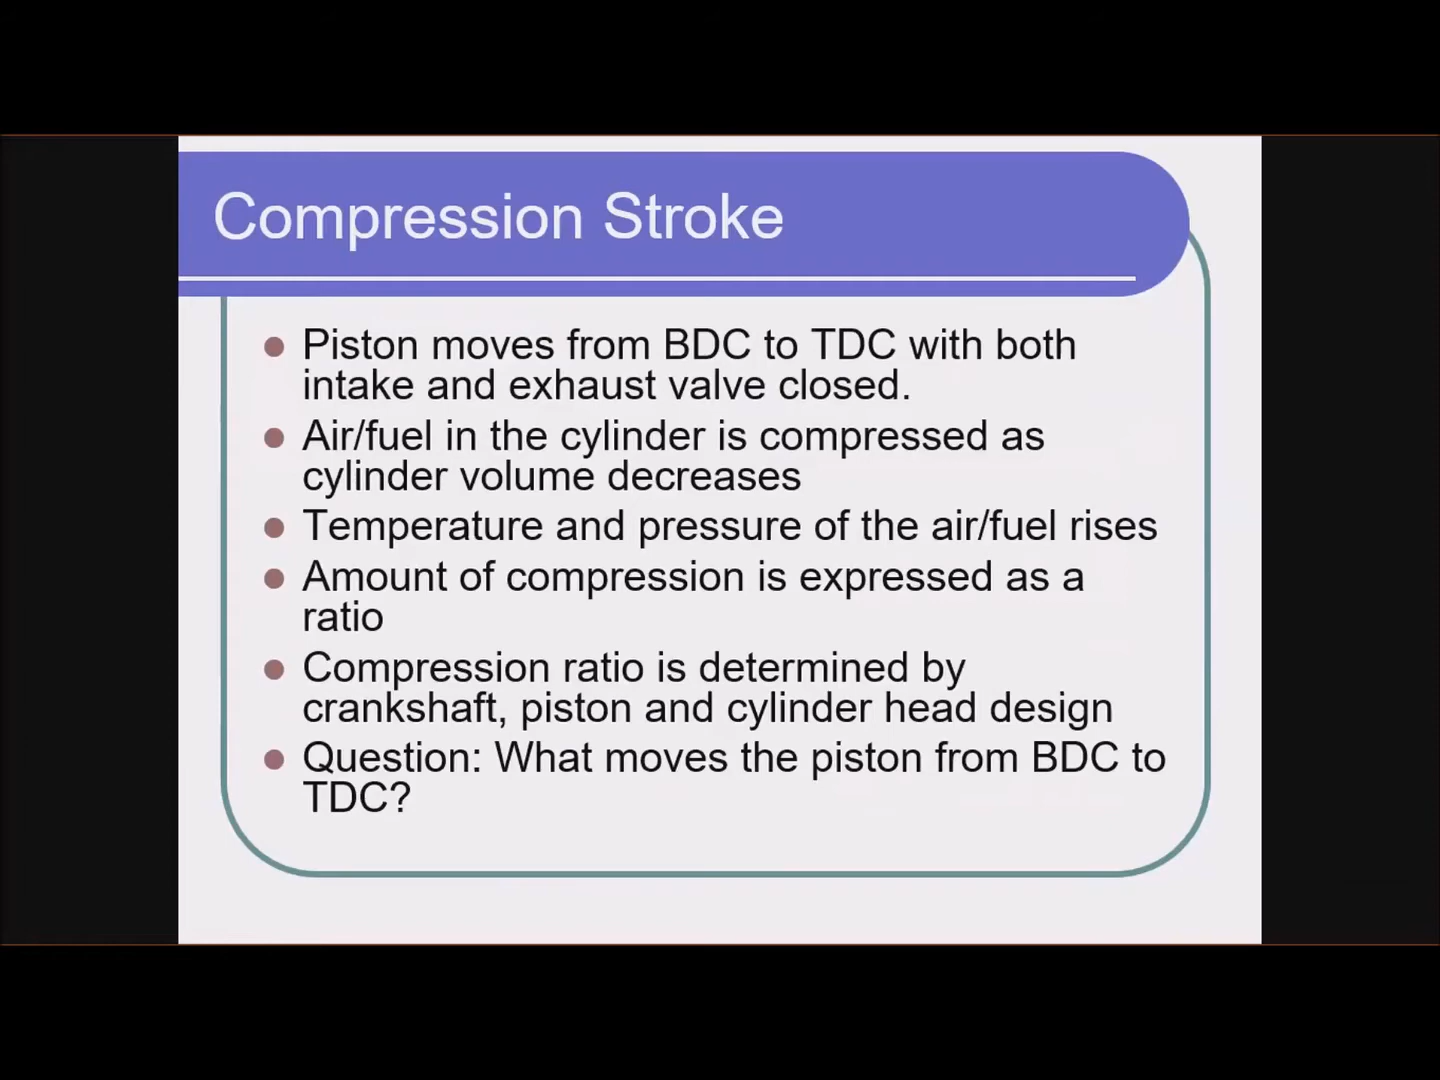 Compression Stroke
Piston moves from BDC to TDC with both
intake and exhaust valve closed.
Air/fuel in the cylinder is compressed as
cylinder volume decreases
Temperature and pressure of the air/fuel rises
Amount of compression is expressed as a
ratio
Compression ratio is determined by
crankshaft, piston and cylinder head design
Question: What moves the piston from BDC to
TDC?